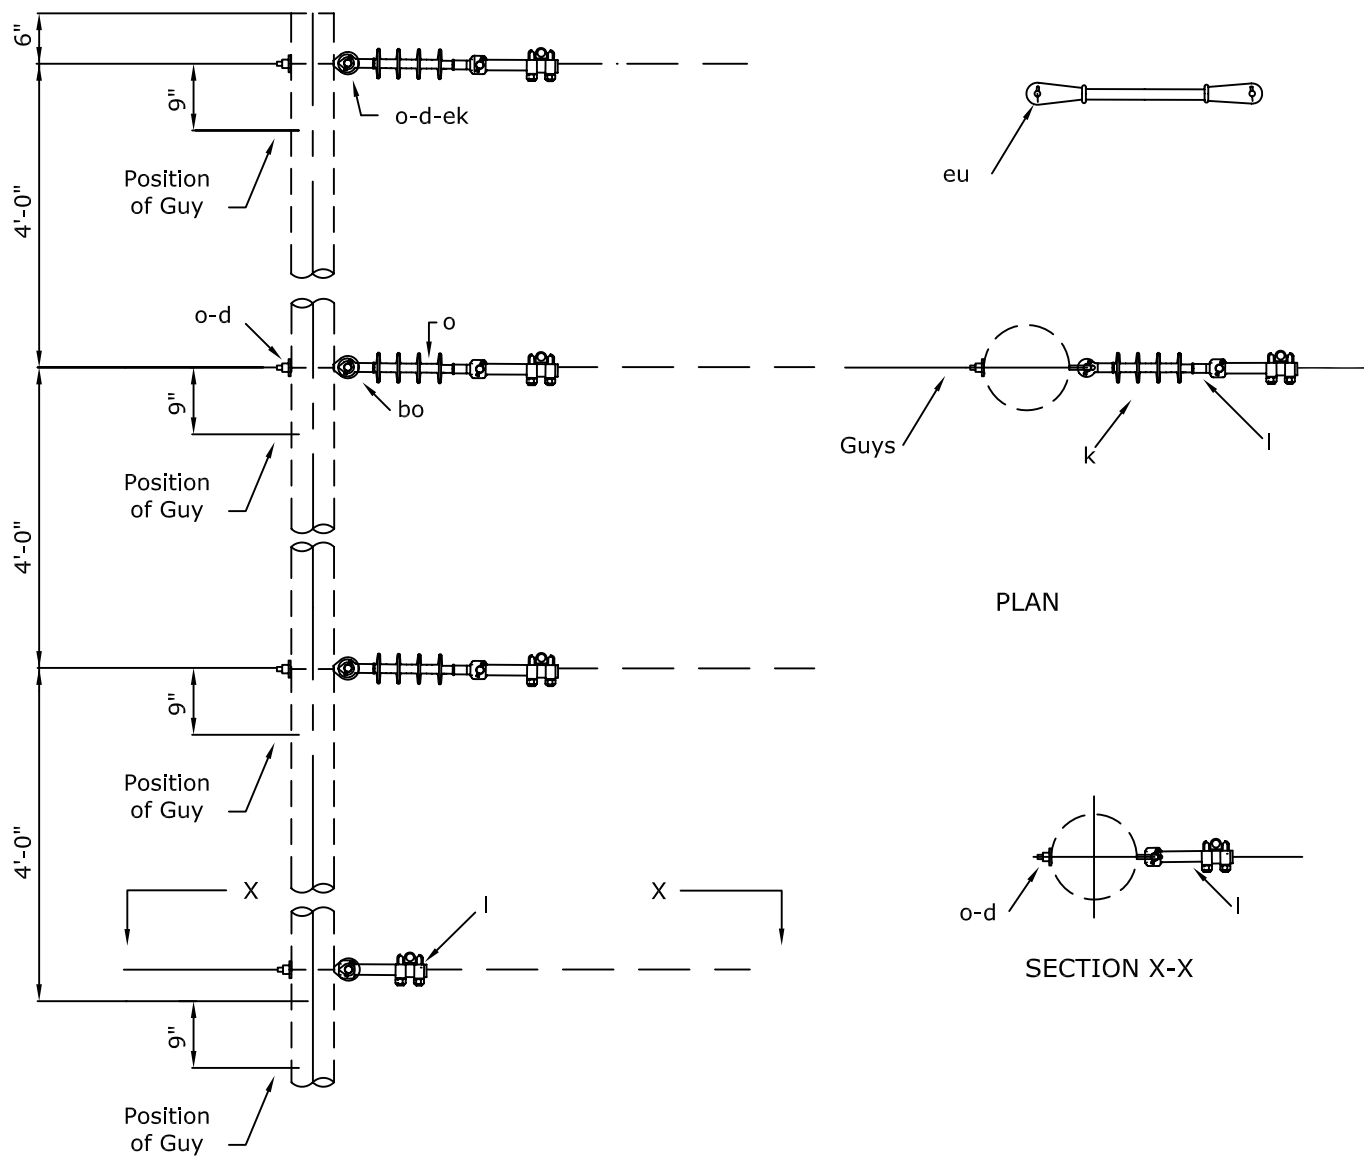 6"
9"
o-d-ek
eu
Position
of Guy
4'-0"
o-d
o
9"
bo
Guys
k
l
Position
of Guy
4'-0"
PLAN
9"
Position
of Guy
4'-0"
X
X
l
o-d
l
SECTION X-X
9"
Position
of Guy